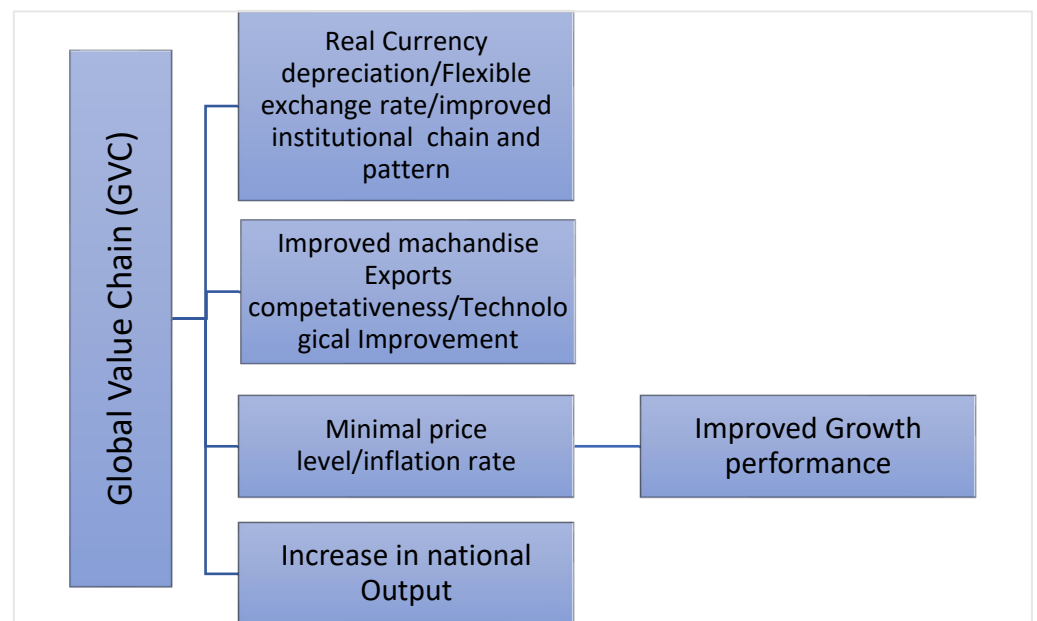 Global Value Chain (GVC)
Real Currency
depreciation/Flexible
exchange rate/improved
institutional chain and
pattern
Improved machandise
Exports
competativeness/Technolo
gical Improvement
Minimal price
level/inflation rate
Improved Growth
performance
Increase in national
Output